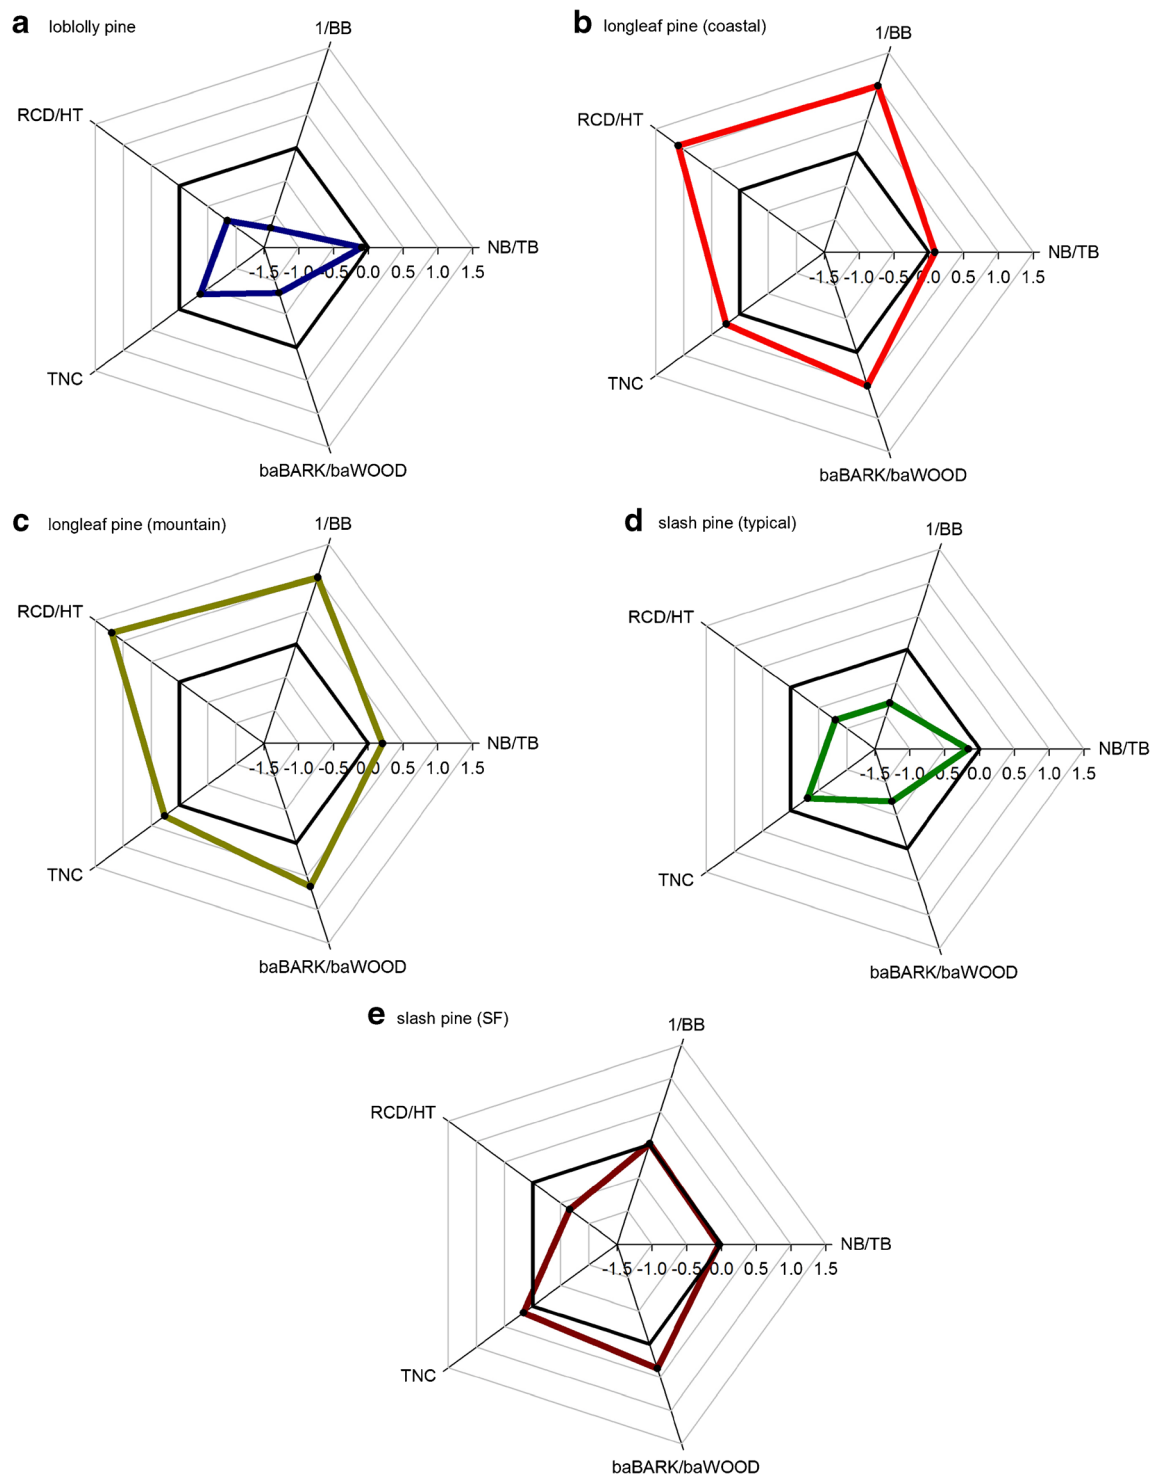 a loblolly pine
1/BB
RCD/HT
NB/TB
-1.5 -1.0 -0.5 0.0 0.5 1.0 1.5
TNC
baBARK/baWOOD
b longleaf pine (coastal)
1/BB
RCD/HT
NB/TB
-1.5 -1.0 -0.5 0.0 0.5 1.0 1.5
TNC
baBARK/baWOOD
c longleaf pine (mountain)
1/BB
RCD/HT
NB/TB
-1.5 -1.0 -0.5 0.0 0.5 1.0 1.5
TNC
baBARK/baWOOD
d slash pine (typical)
1/BB
RCD/HT
NB/TB
-1.5 -1.0 -0.5 0.0 0.5 1.0 1.5
TNC
baBARK/baWOOD
e slash pine (SF)
1/BB
RCD/HT
NB/TB
-1.5 -1.0 -0.5 0.0 0.5 1.0 1.5
TNC
baBARK/baWOOD